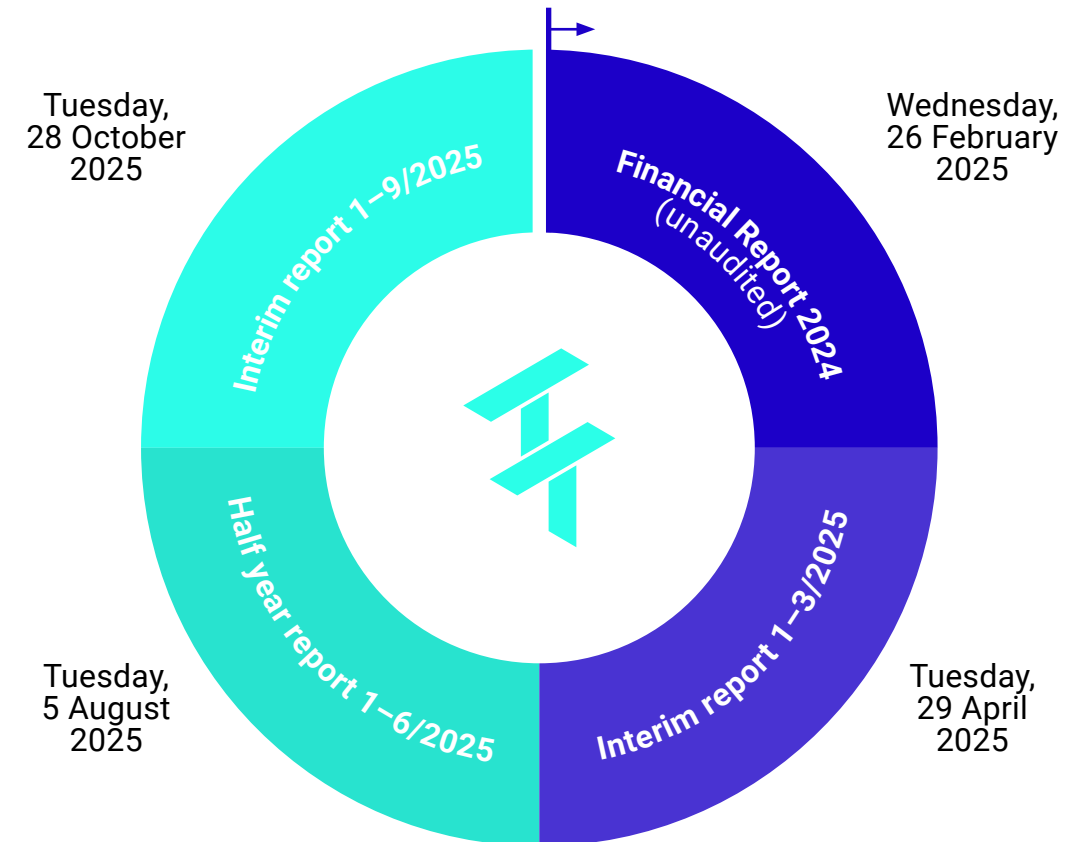 Tuesday,
28 October
2025
Wednesday,
26 February
2025
Interim report 1–9/2025
Financial Report 2024
(unaudited)
Half year report 1–6/2025
Interim report 1–3/2025
Tuesday,
5 August
2025
Tuesday,
29 April
2025